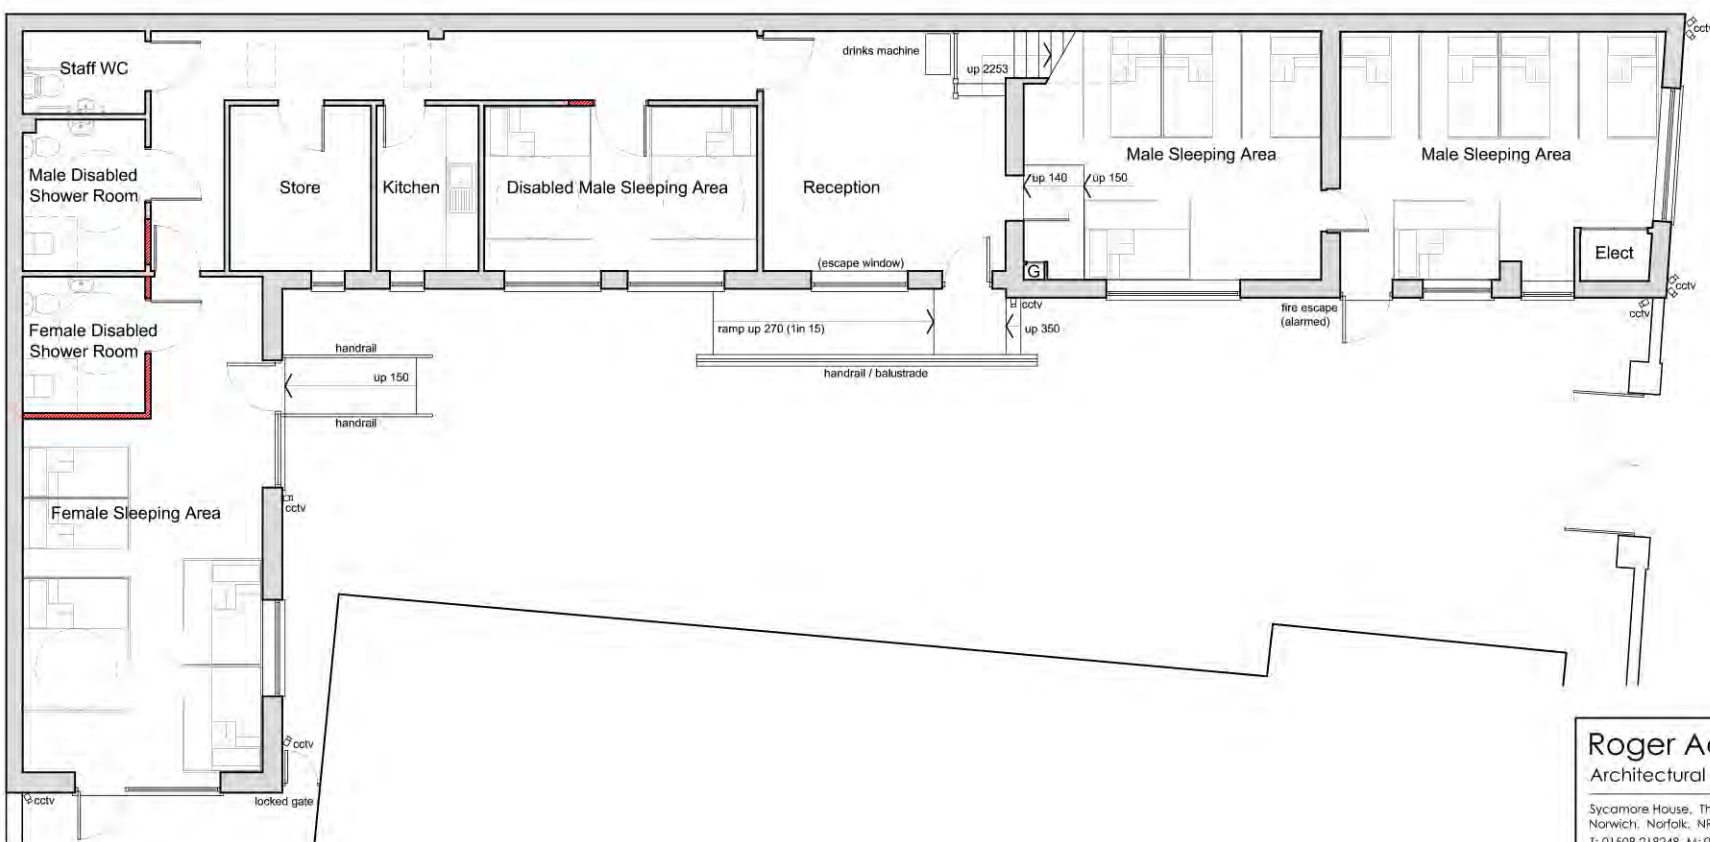 cctv
Staff WC
drinks machine
up 2253
Male Sleeping Area
Male Sleeping Area
Male Disabled
Shower Room
Store
Kitchen
Disabled Male Sleeping Area
Reception
up 140
up 150
(escape window)
G
Elect
cctv
cctv
cctv
fire escape
(alarmed)
Female Disabled
Shower Room
ramp up 270 (1in 15)
up 350
handrail
up 150
handrail / balustrade
handrail
cctv
Female Sleeping Area
cctv
locked gate
cctv
Roger
Architectural
Sycamore House,
Norwich, Norfolk,